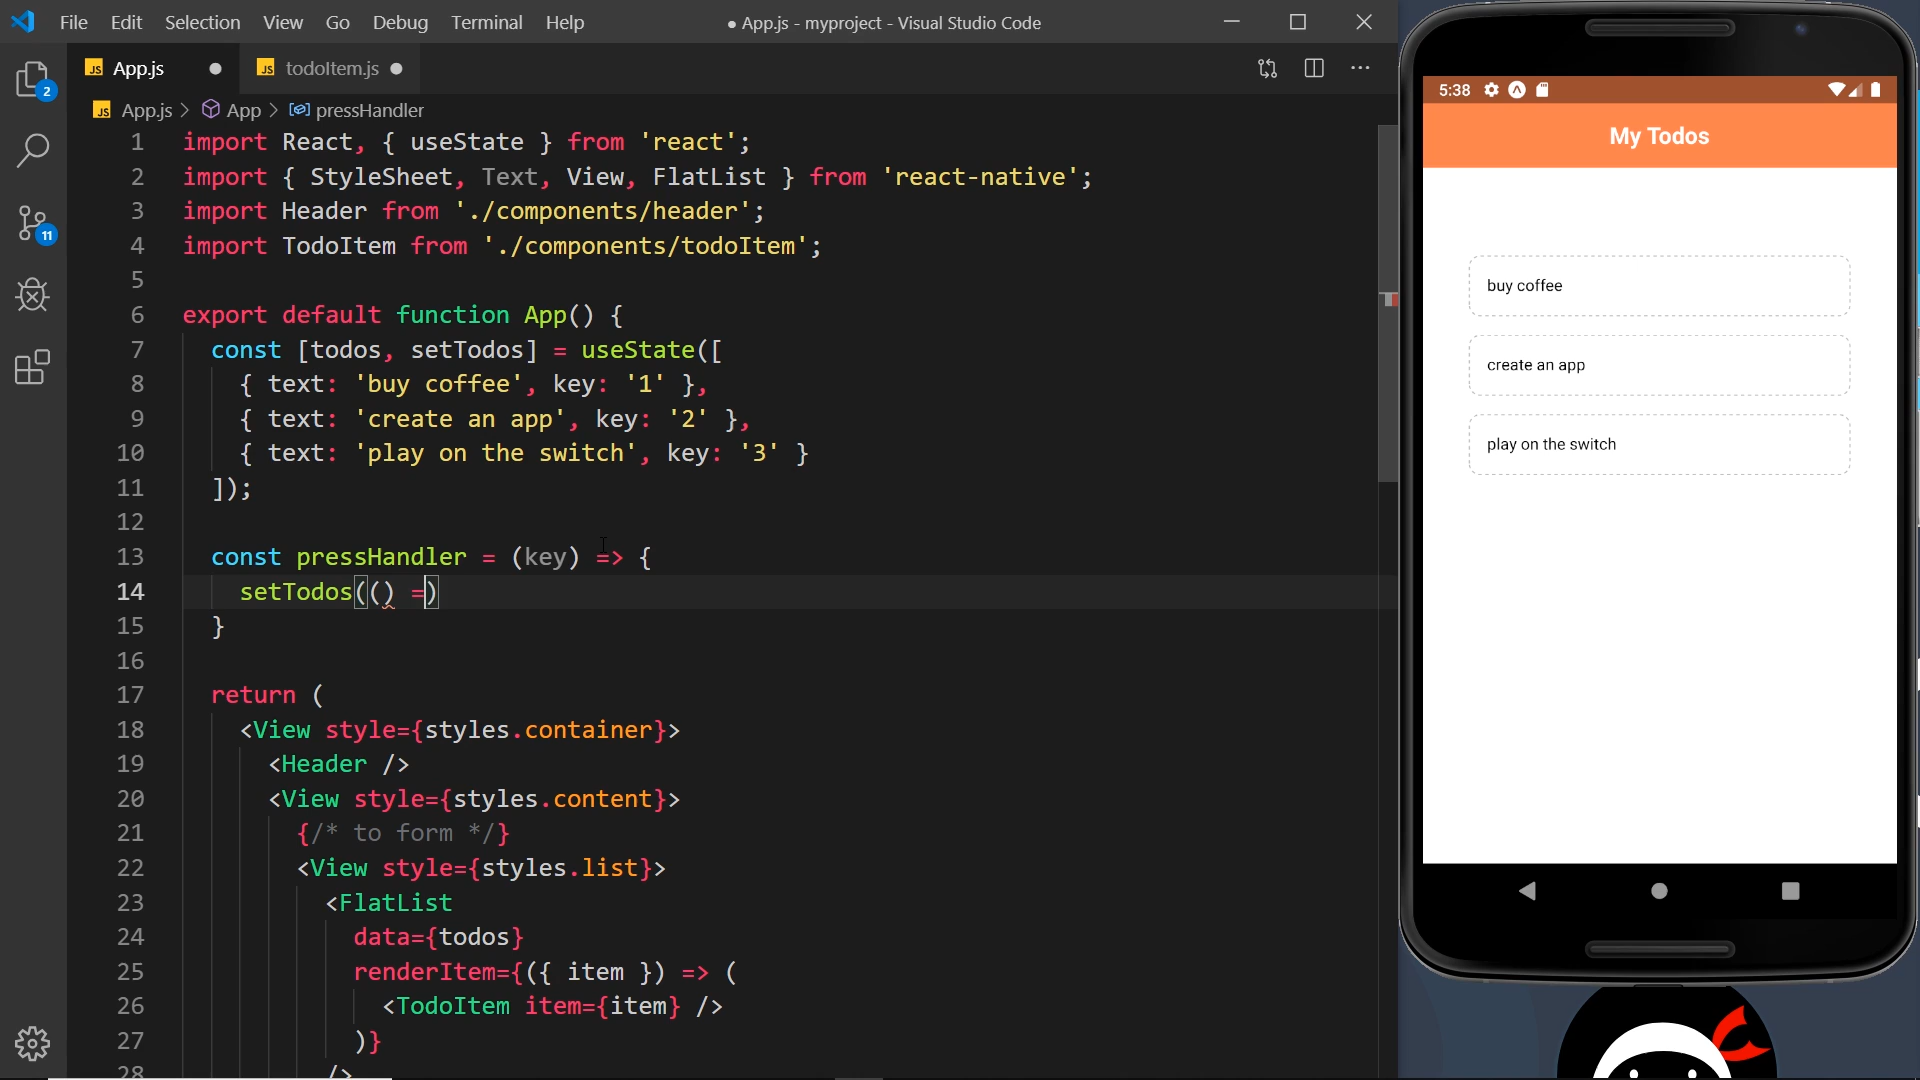 File Edit Selection View Go Debug Terminal Help
● App.js - myproject - Visual Studio Code
JS App.js ●
JS todoItem.js ●
JS App.js > App > pressHandler
2
11
1 import React, { useState } from 'react';
2 import { StyleSheet, Text, View, FlatList } from 'react-native';
3 import Header from './components/header';
4 import TodoItem from './components/todoItem';
5
6 export default function App() {
7 const [todos, setTodos] = useState([
8 { text: 'buy coffee', key: '1' },
9 { text: 'create an app', key: '2' },
10 { text: 'play on the switch', key: '3' }
11 ]);
12
13 const pressHandler = (key) => {
14 setTodos(() =)
15 }
16
17 return (
18 <View style={styles.container}>
19 <Header />
20 <View style={styles.content}>
21 {/* to form */}
22 <View style={styles.list}>
23 <FlatList
24 data={todos}
25 renderItem={({ item }) => (
26 <TodoItem item={item} />
27 )}
28 />
5:38
My Todos
buy coffee
create an app
play on the switch